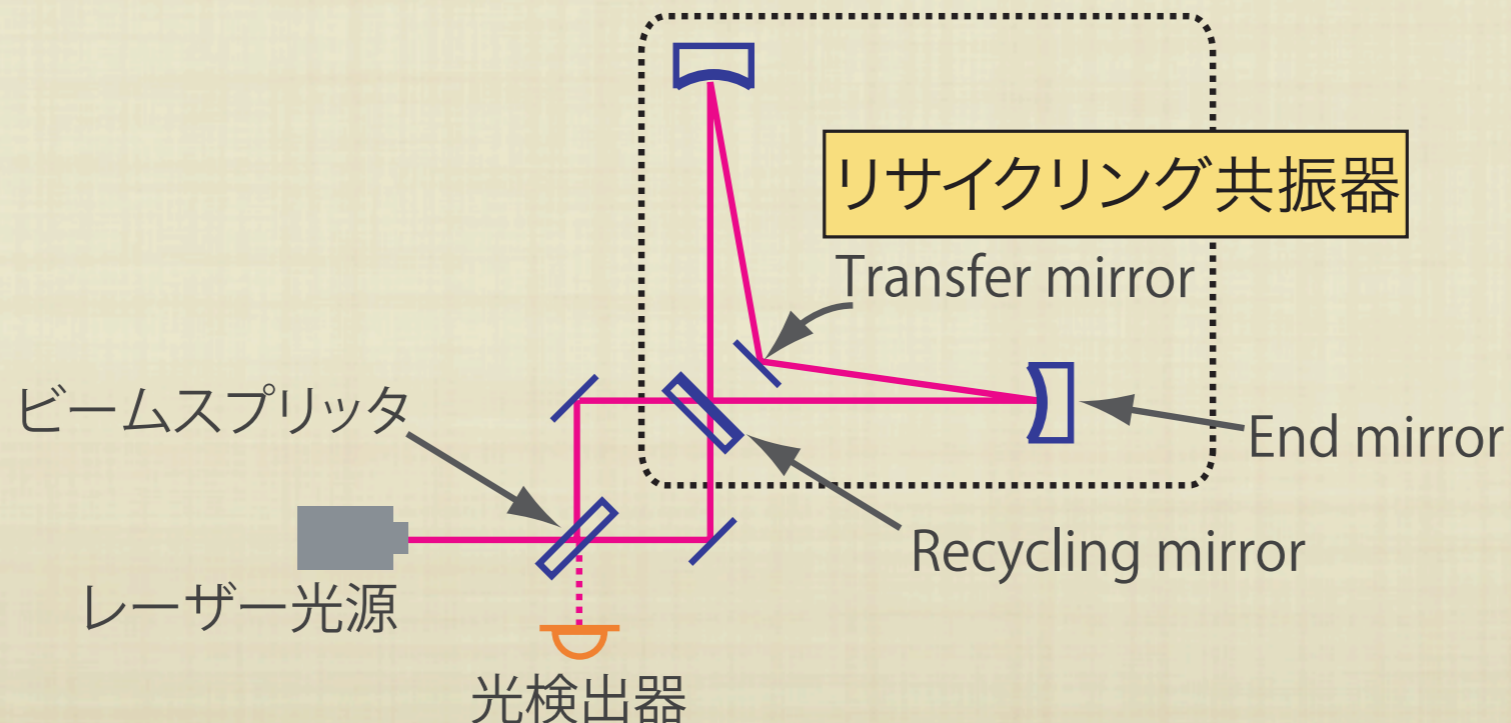 リサイクリング共振器
Transfer mirror
ビームスプリッタ
End mirror
Recycling mirror
レーザー光源
光検出器